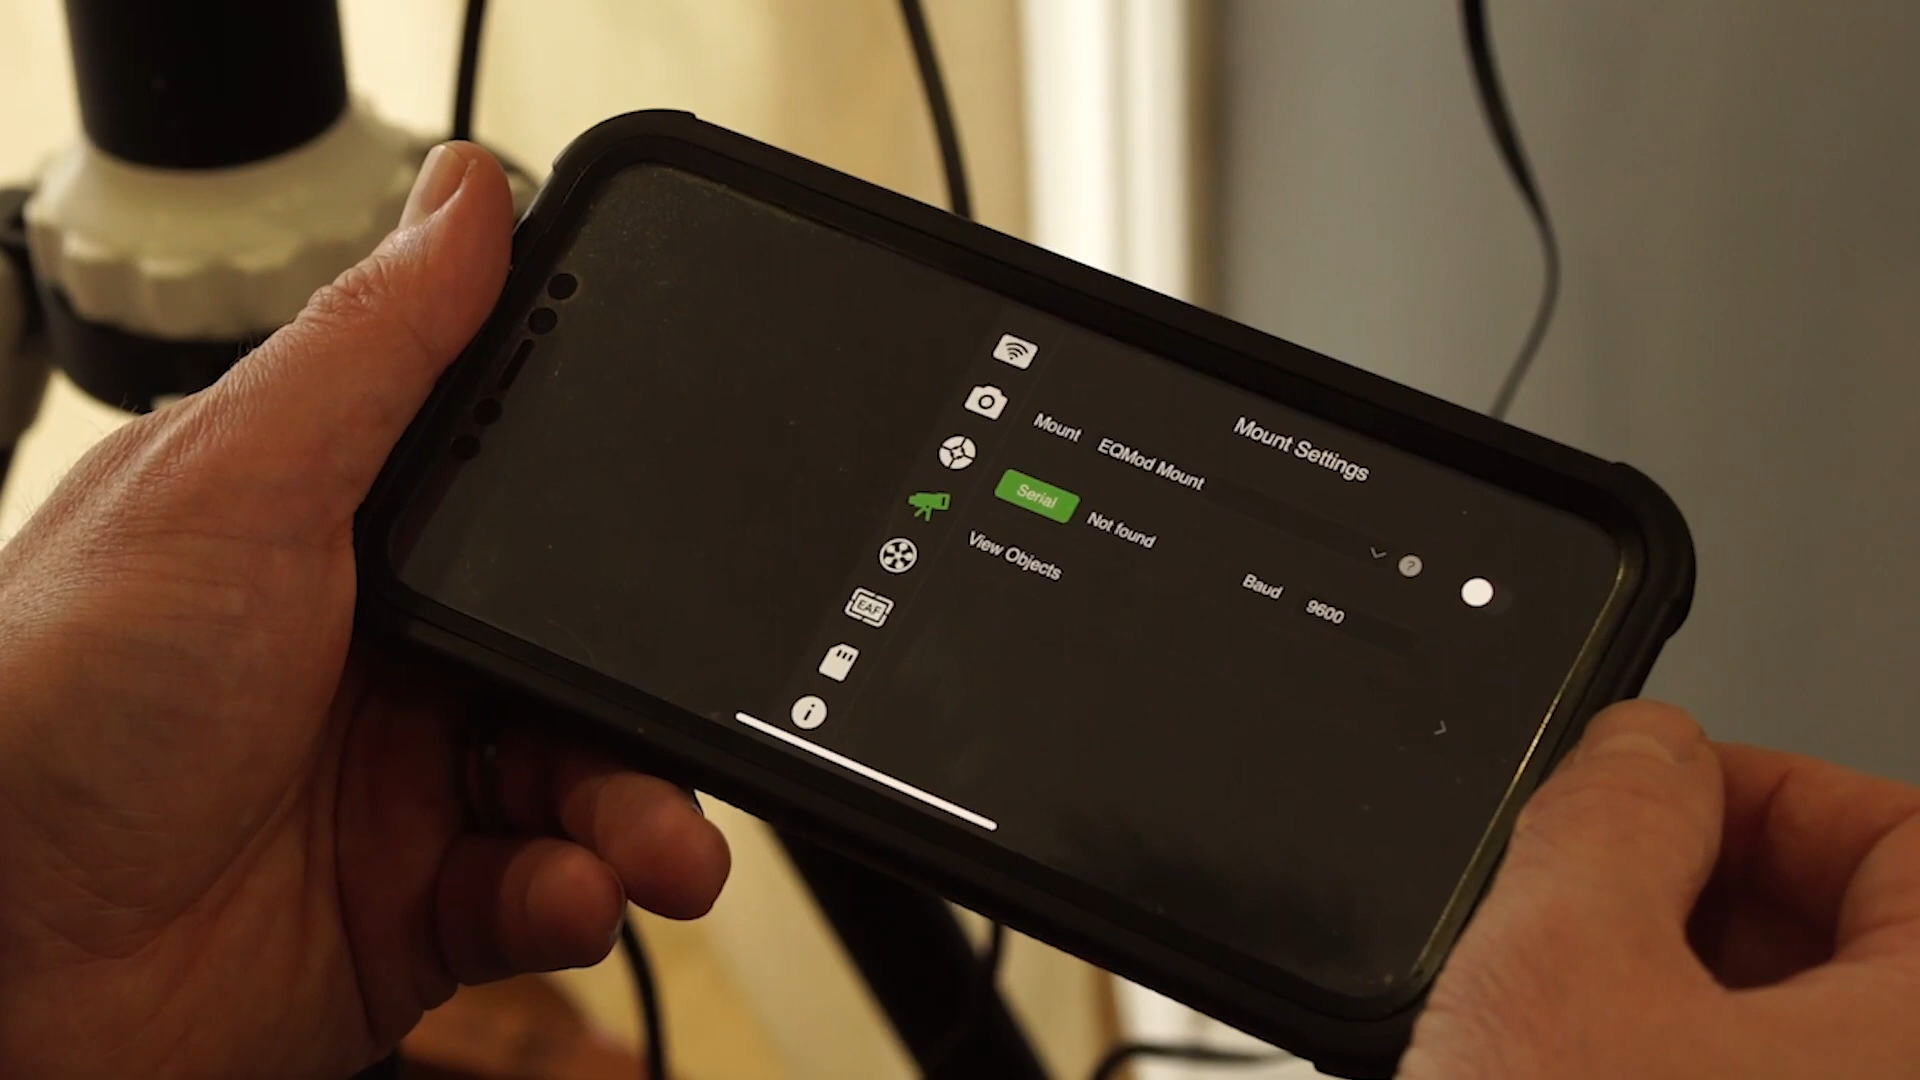 Mount Settings
Mount EQMod Mount
?
Serial Not found
Baud 9600
View Objects
EAF
i